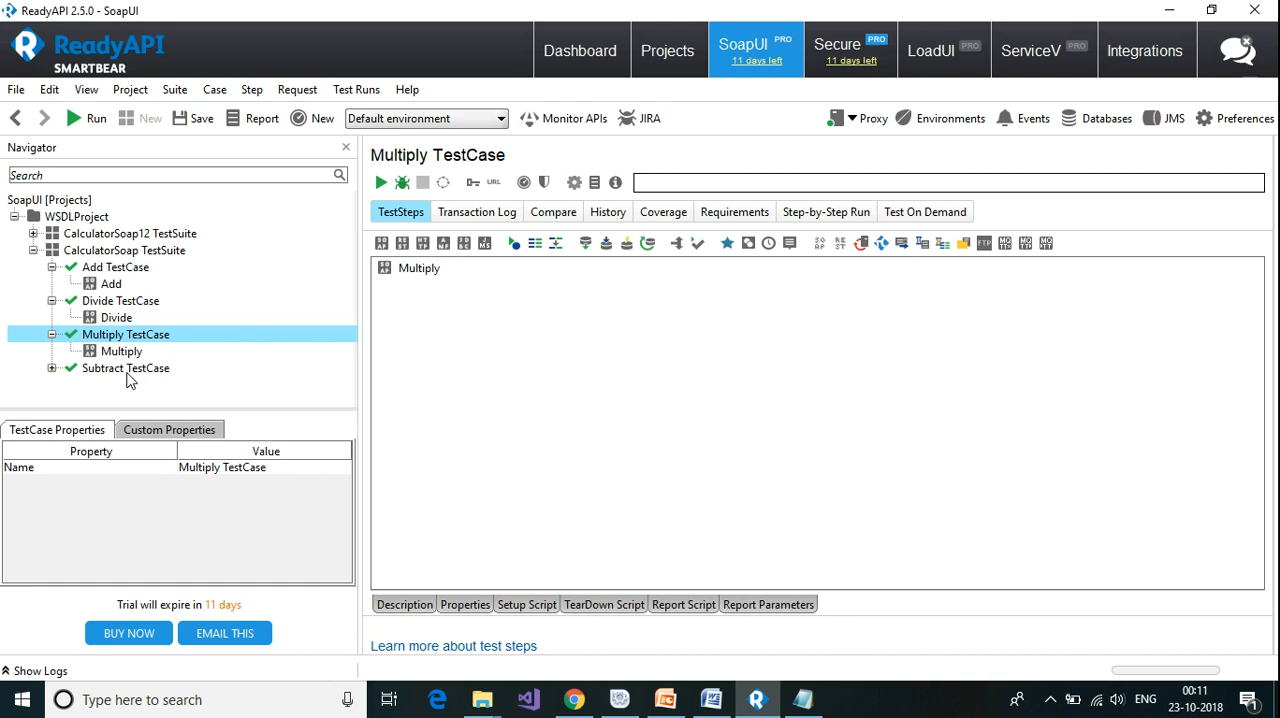 ReadyAPI 2.5.0 - SoapUI
ReadyAPI
SMARTBEAR
Dashboard
Projects
SoapUI PRO
11 days left
Secure PRO
11 days left
LoadUI PRO
ServiceV PRO
Integrations
File Edit View Project Suite Case Step Request Test Runs Help
Run New Save Report New Default environment Monitor APIs JIRA Proxy Environments Events Databases JMS Preferences
Navigator
Search
SoapUI [Projects]
WSDLProject
CalculatorSoap12 TestSuite
CalculatorSoap TestSuite
Add TestCase
Add
Divide TestCase
Divide
Multiply TestCase
Multiply
Subtract TestCase
TestCase Properties Custom Properties
Property Value
Name Multiply TestCase
Trial will expire in 11 days
BUY NOW EMAIL THIS
Show Logs
Multiply TestCase
URL
TestSteps Transaction Log Compare History Coverage Requirements Step-by-Step Run Test On Demand
Multiply
Description Properties Setup Script TearDown Script Report Script Report Parameters
Learn more about test steps
Type here to search
ENG
00:11
23-10-2018
1